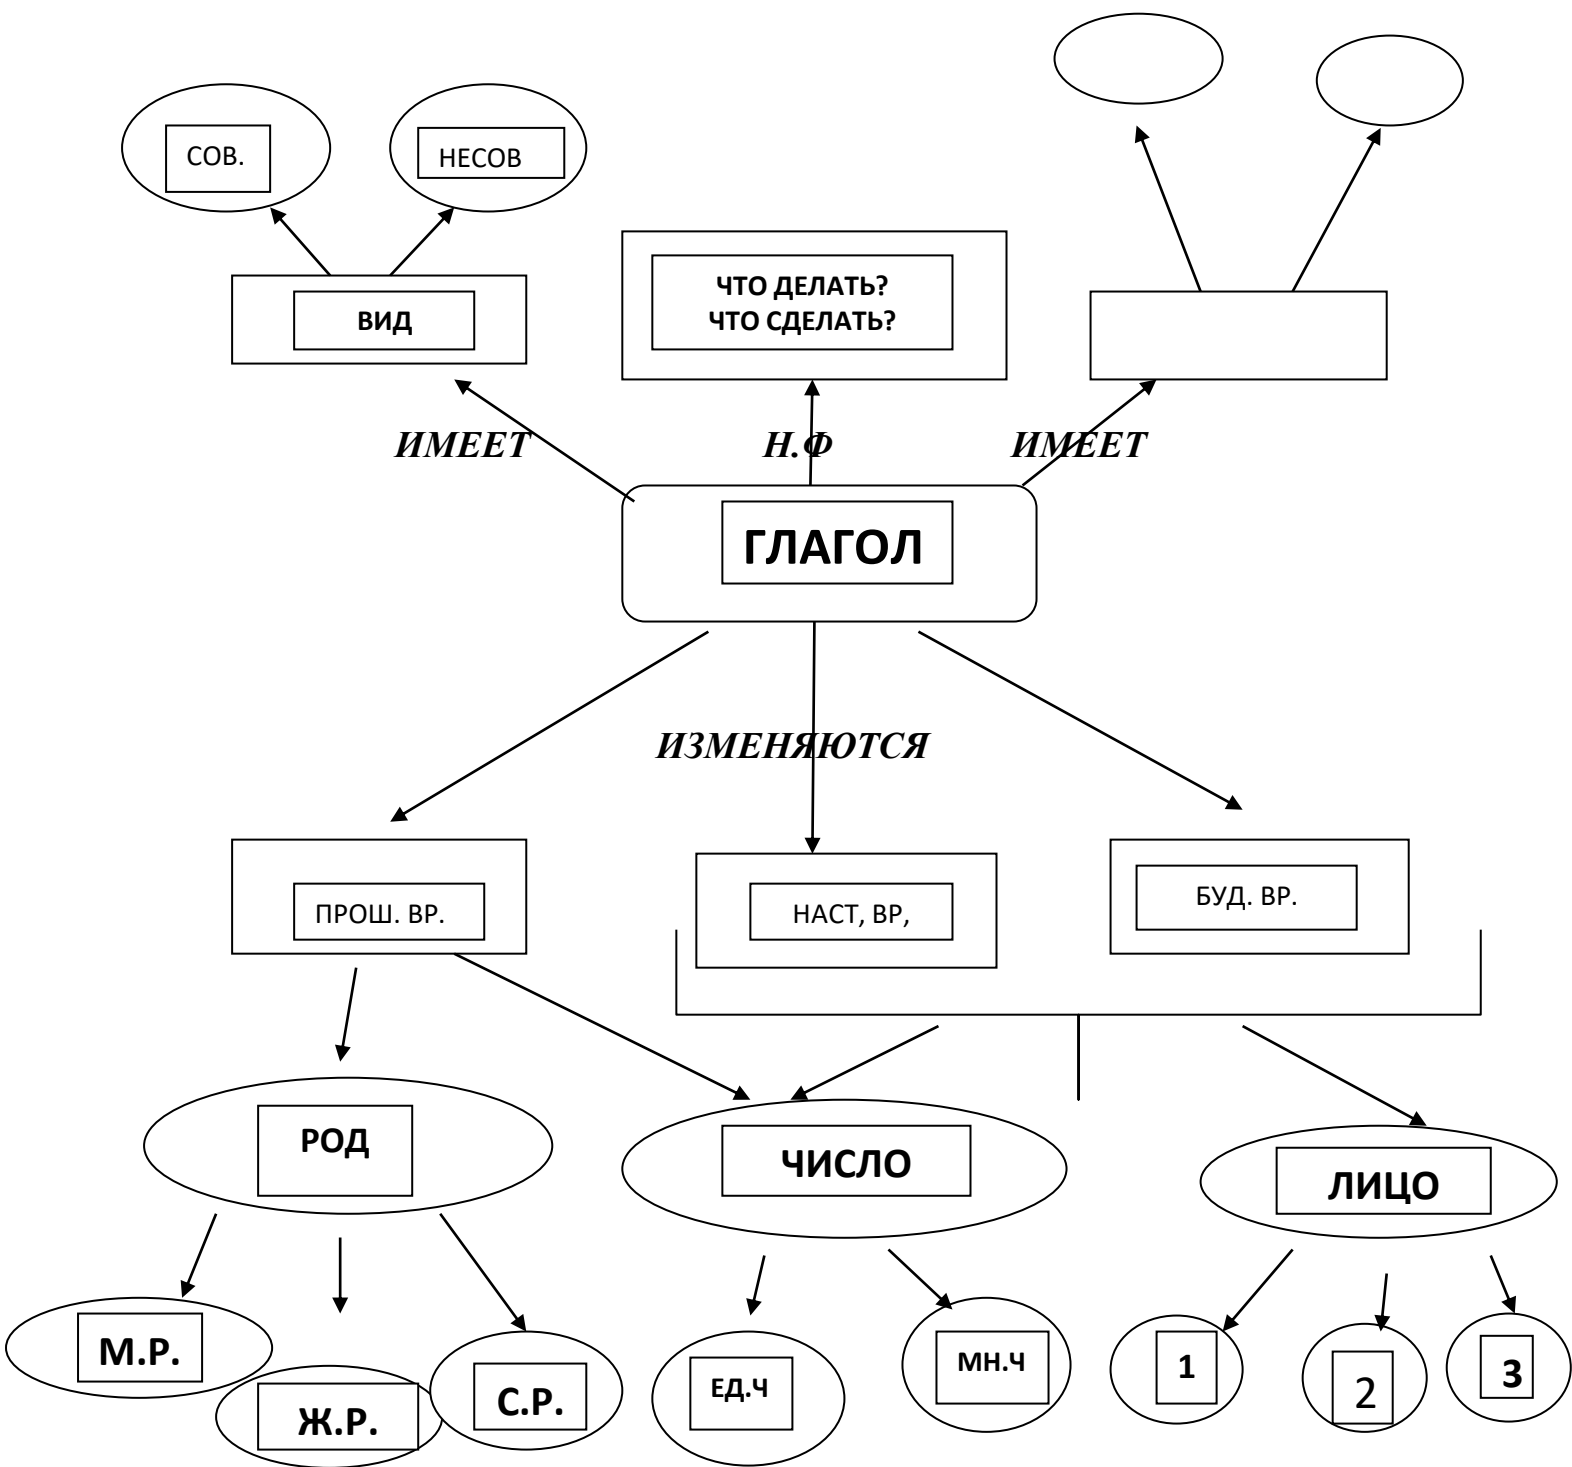 СОВ.
НЕСОВ
ВИД
ЧТО ДЕЛАТЬ?
ЧТО СДЕЛАТЬ?
ИМЕЕТ
Н.Ф
ИМЕЕТ
ГЛАГОЛ
ИЗМЕНЯЮТСЯ
ПРОШ. ВР.
НАСТ, ВР,
БУД. ВР.
РОД
ЧИСЛО
ЛИЦО
М.Р.
Ж.Р.
С.Р.
ЕД.Ч
МН.Ч
1
2
3